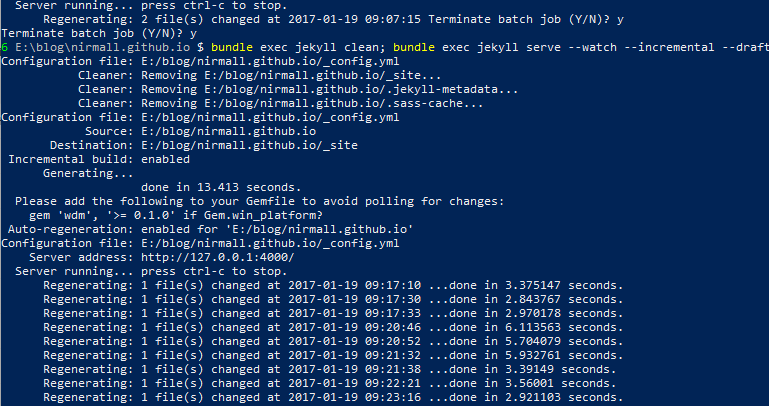 Server running... press ctrl-c to stop.
Regenerating: 2 file(s) changed at 2017-01-19 09:07:15 Terminate batch job (Y/N)? y
Terminate batch job (Y/N)? y
6 E:\blog\nirmall.github.io $ bundle exec jekyll clean; bundle exec jekyll serve --watch --incremental --draft
Configuration file: E:/blog/nirmall.github.io/_config.yml
Cleaner: Removing E:/blog/nirmall.github.io/_site...
Cleaner: Removing E:/blog/nirmall.github.io/.jekyll-metadata...
Cleaner: Removing E:/blog/nirmall.github.io/.sass-cache...
Configuration file: E:/blog/nirmall.github.io/_config.yml
Source: E:/blog/nirmall.github.io
Destination: E:/blog/nirmall.github.io/_site
Incremental build: enabled
Generating...
done in 13.413 seconds.
Please add the following to your Gemfile to avoid polling for changes:
gem 'wdm', '>= 0.1.0' if Gem.win_platform?
Auto-regeneration: enabled for 'E:/blog/nirmall.github.io'
Configuration file: E:/blog/nirmall.github.io/_config.yml
Server address: http://127.0.0.1:4000/
Server running... press ctrl-c to stop.
Regenerating: 1 file(s) changed at 2017-01-19 09:17:10 ...done in 3.375147 seconds.
Regenerating: 1 file(s) changed at 2017-01-19 09:17:30 ...done in 2.843767 seconds.
Regenerating: 1 file(s) changed at 2017-01-19 09:17:33 ...done in 2.970178 seconds.
Regenerating: 1 file(s) changed at 2017-01-19 09:20:46 ...done in 6.113563 seconds.
Regenerating: 1 file(s) changed at 2017-01-19 09:20:52 ...done in 5.704079 seconds.
Regenerating: 1 file(s) changed at 2017-01-19 09:21:32 ...done in 5.932761 seconds.
Regenerating: 1 file(s) changed at 2017-01-19 09:21:38 ...done in 3.39149 seconds.
Regenerating: 1 file(s) changed at 2017-01-19 09:22:21 ...done in 3.56001 seconds.
Regenerating: 1 file(s) changed at 2017-01-19 09:23:16 ...done in 2.921103 seconds.